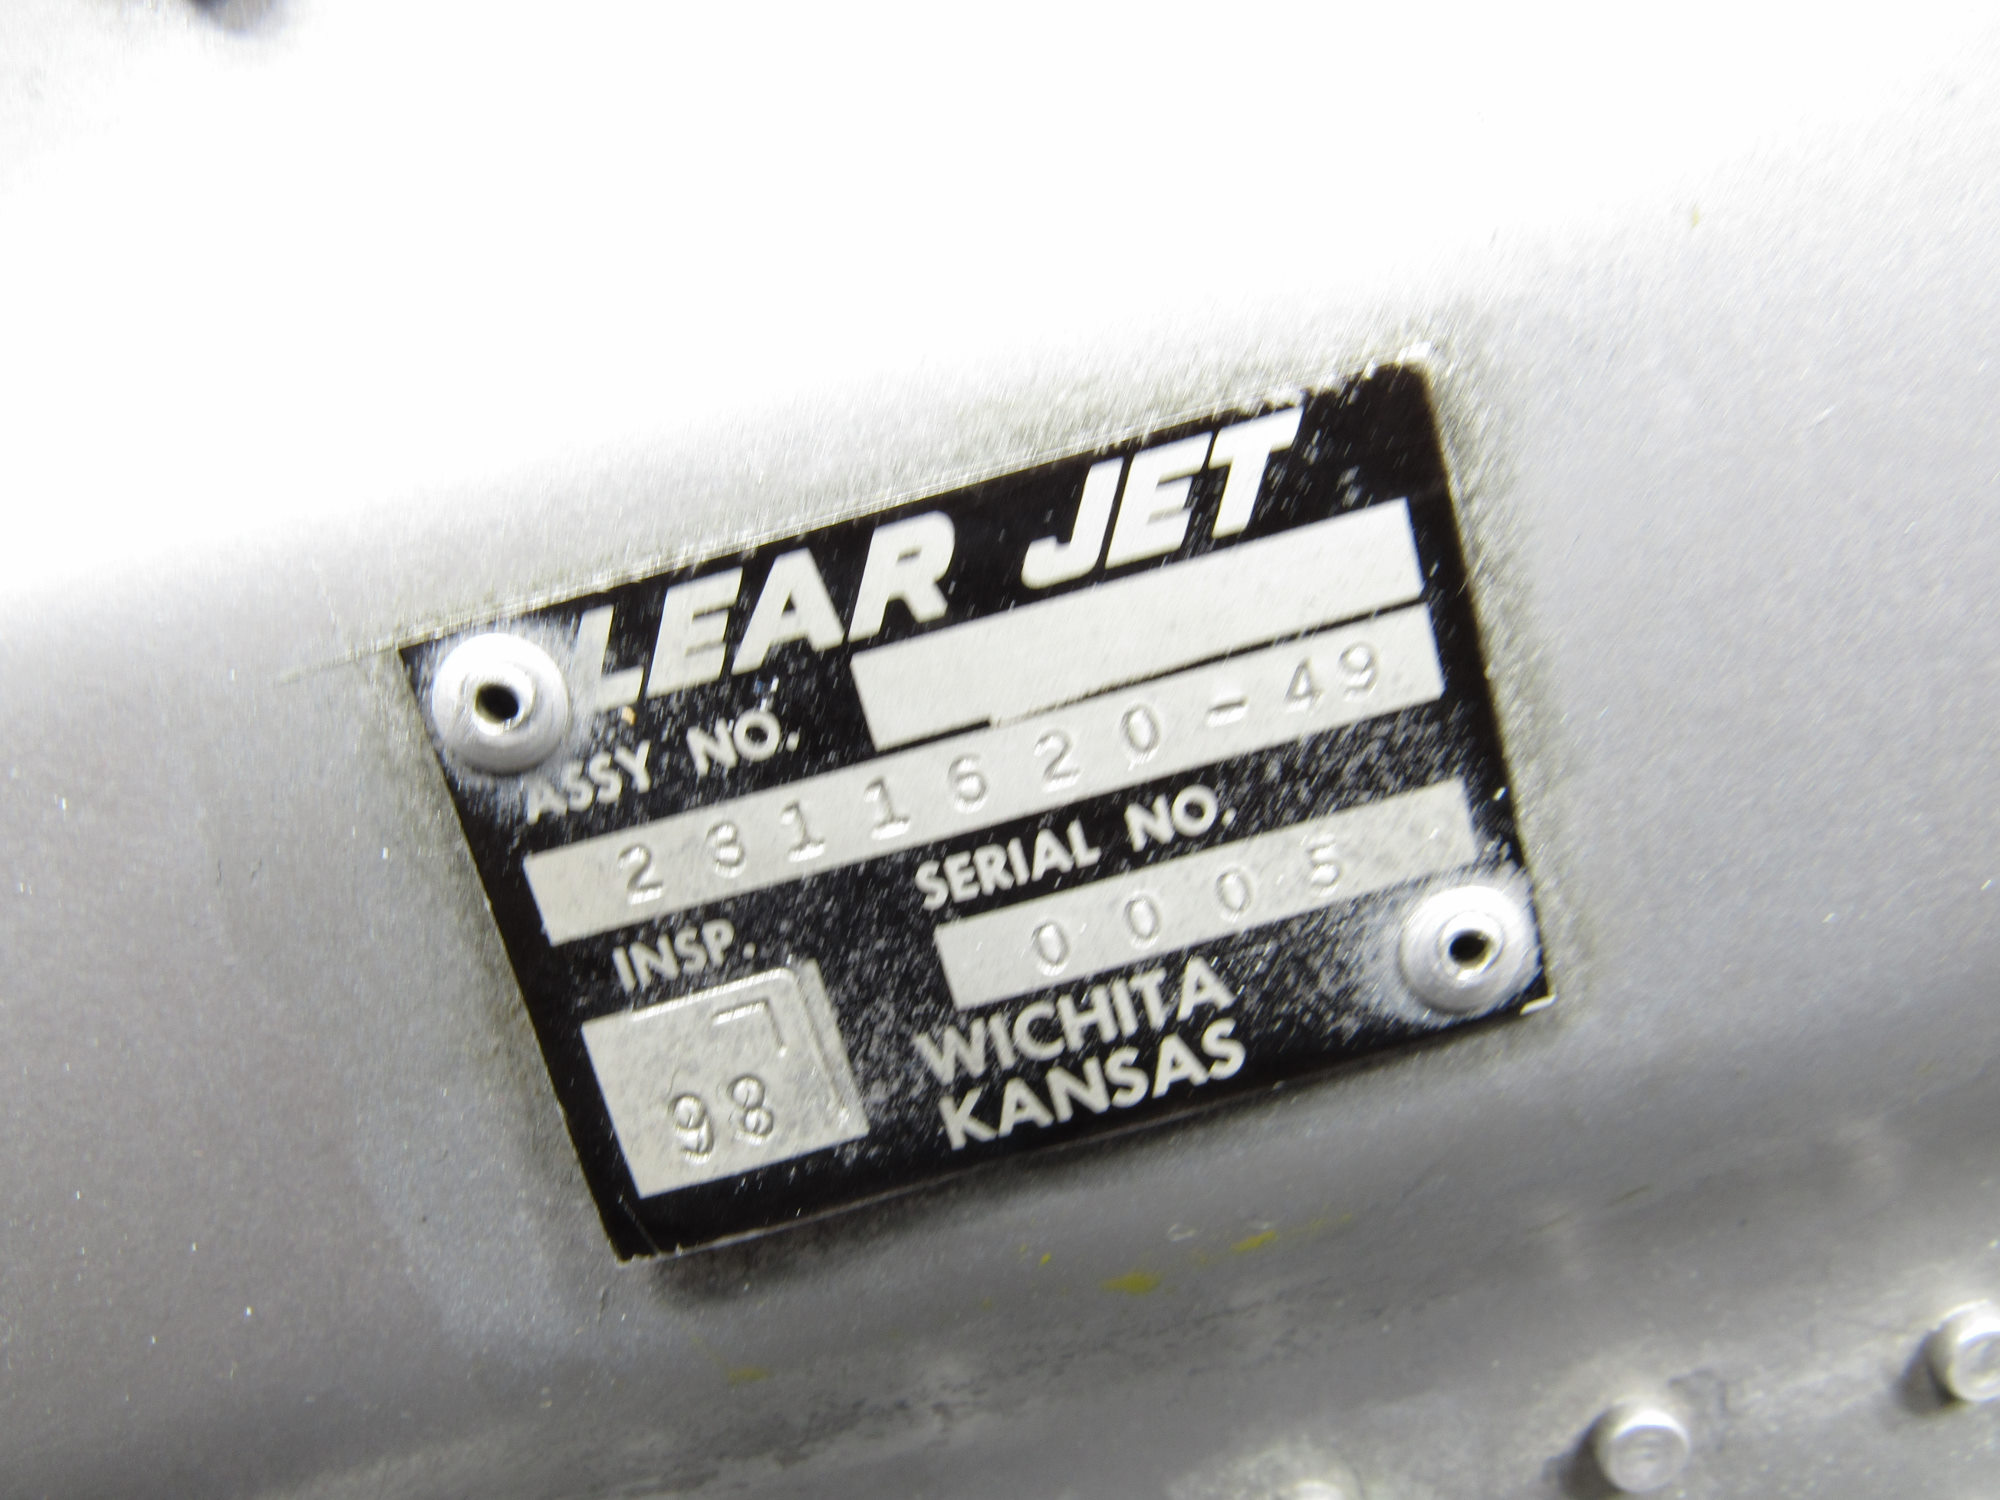 LEAR JET
ASSY NO.
2311620-49
SERIAL NO.
0005
INSP.
98
WICHITA
KANSAS